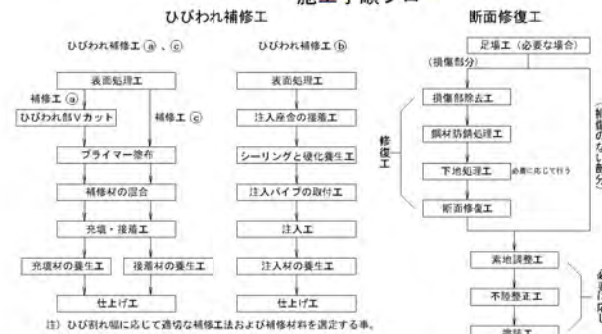 ひびわれ補修工
ひびわれ補修工ⓐ、ⓒ
表面処理工
補修工ⓐ
補修工ⓒ
ひびわれ部Vカット
プライマー塗布
補修材の混合
充填・接着工
充填材の養生工
接着材の養生工
仕上げ工
ひびわれ補修工ⓑ
表面処理工
注入座金の接着工
シーリングと硬化養生工
注入パイプの取付工
注入工
注入材の養生工
仕上げ工
注）ひび割れ幅に応じて適切な補修工法および補修材料を選定する事。
断面修復工
足場工（必要な場合）
(損傷部分)
損傷部除去工
鋼材防錆処理工
下地処理工
必要に応じて行う
断面修復工
修復工
素地調整工
不陸整正工